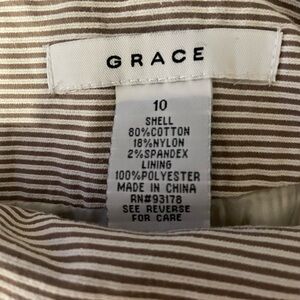 GRACE
10
SHELL
80%COTTON
18%NYLON
2%SPANDEX
LINING
100%POLYESTER
MADE IN CHINA
RN#93178
SEE REVERSE
FOR CARE